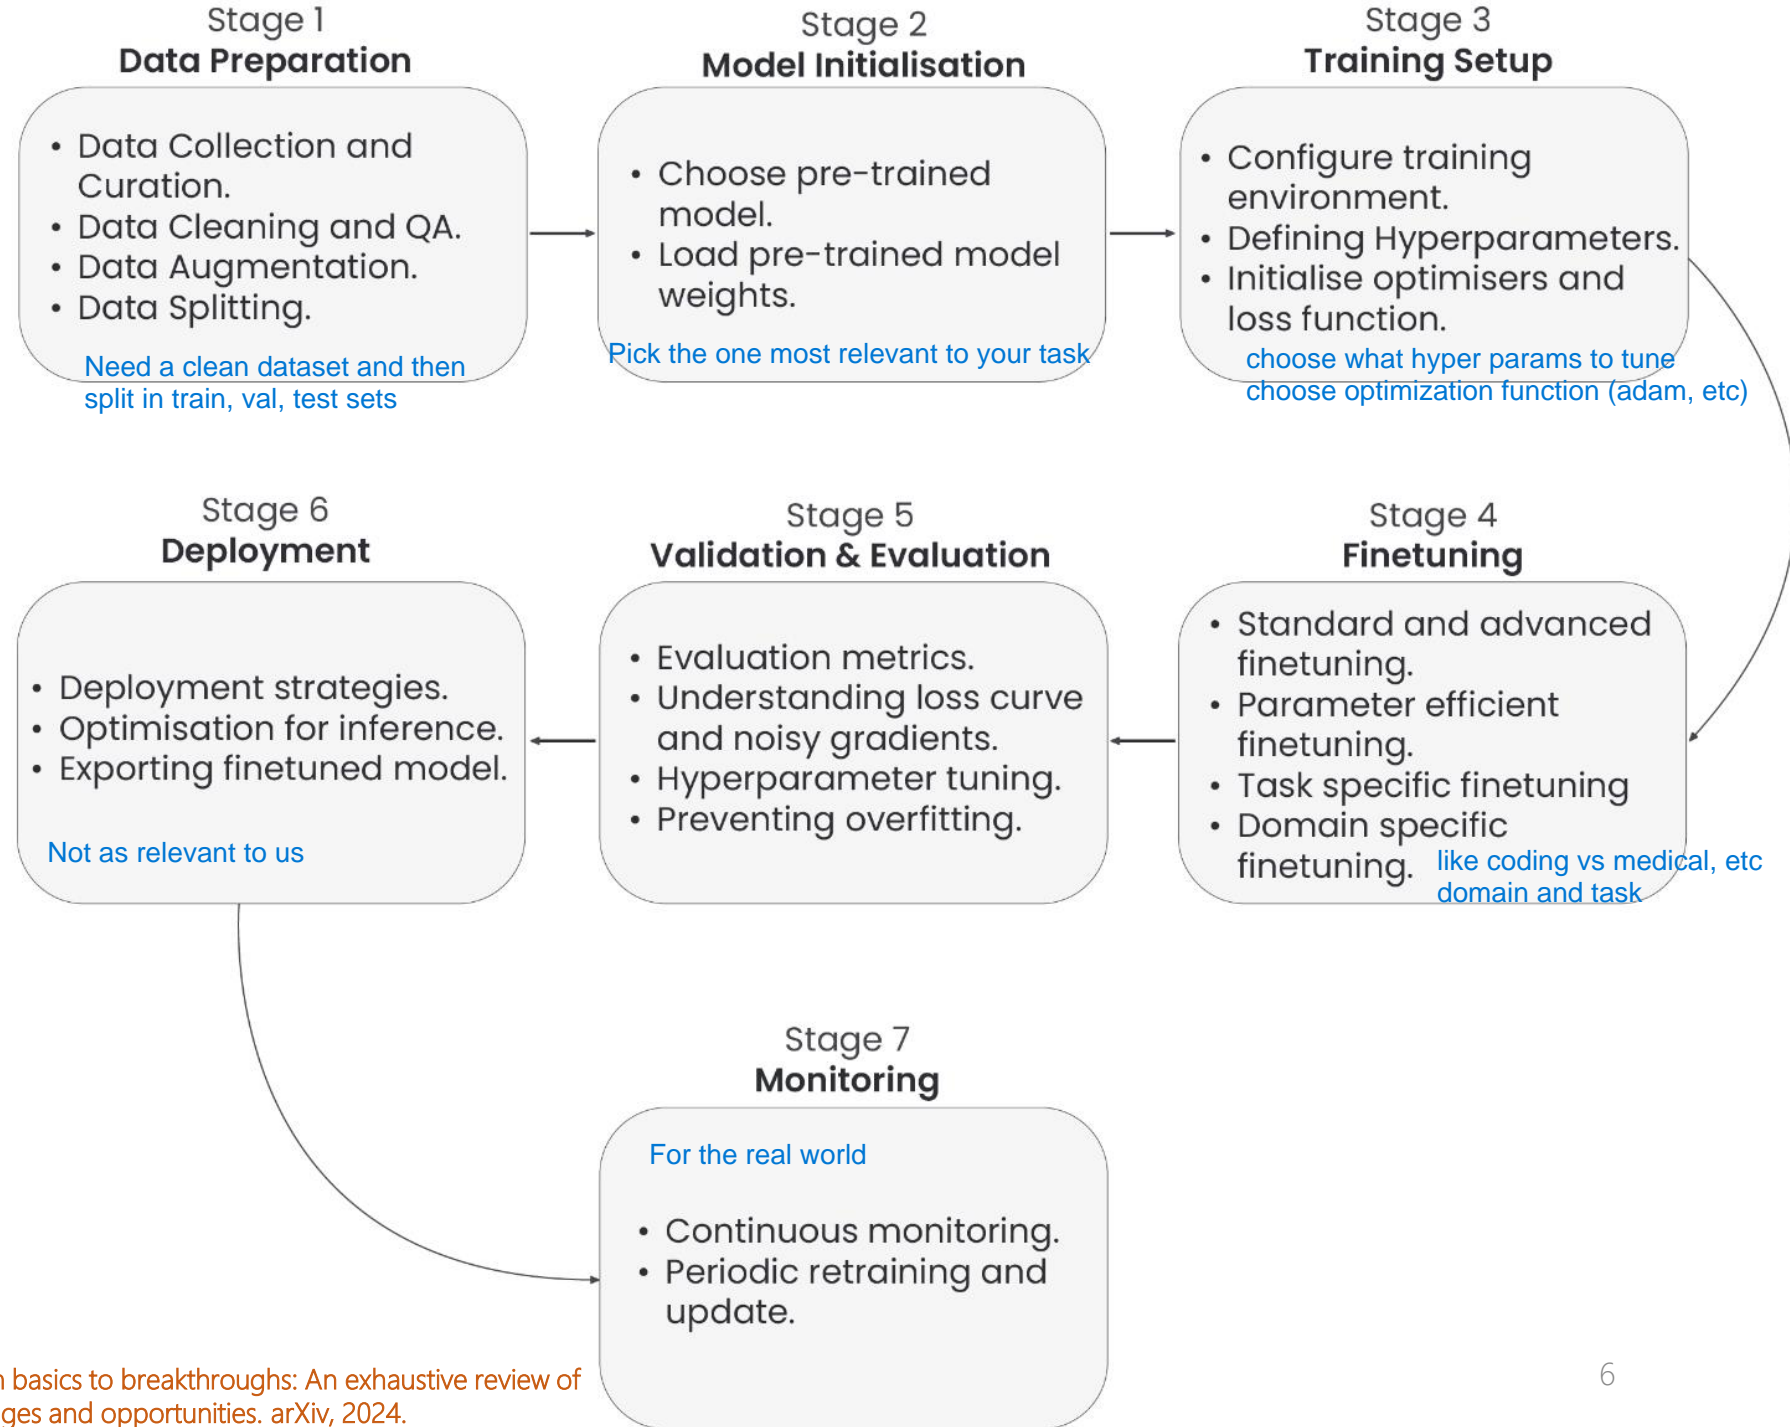 Stage 1
Data Preparation
• Data Collection and
Curation.
• Data Cleaning and QA.
• Data Augmentation.
• Data Splitting.
Need a clean dataset and then
split in train, val, test sets
Stage 2
Model Initialisation
• Choose pre-trained
model.
• Load pre-trained model
weights.
Pick the one most relevant to your task
Stage 3
Training Setup
• Configure training
environment.
• Defining Hyperparameters.
• Initialise optimisers and
loss function.
choose what hyper params to tune
choose optimization function (adam, etc)
Stage 4
Finetuning
• Standard and advanced
finetuning.
• Parameter efficient
finetuning.
• Task specific finetuning
• Domain specific
finetuning.
like coding vs medical, etc
domain and task
Stage 5
Validation & Evaluation
• Evaluation metrics.
• Understanding loss curve
and noisy gradients.
• Hyperparameter tuning.
• Preventing overfitting.
Stage 6
Deployment
• Deployment strategies.
• Optimisation for inference.
• Exporting finetuned model.
Not as relevant to us
Stage 7
Monitoring
For the real world
• Continuous monitoring.
• Periodic retraining and
update.
basics to breakthroughs: An exhaustive review of
ges and opportunities. arXiv, 2024.
6